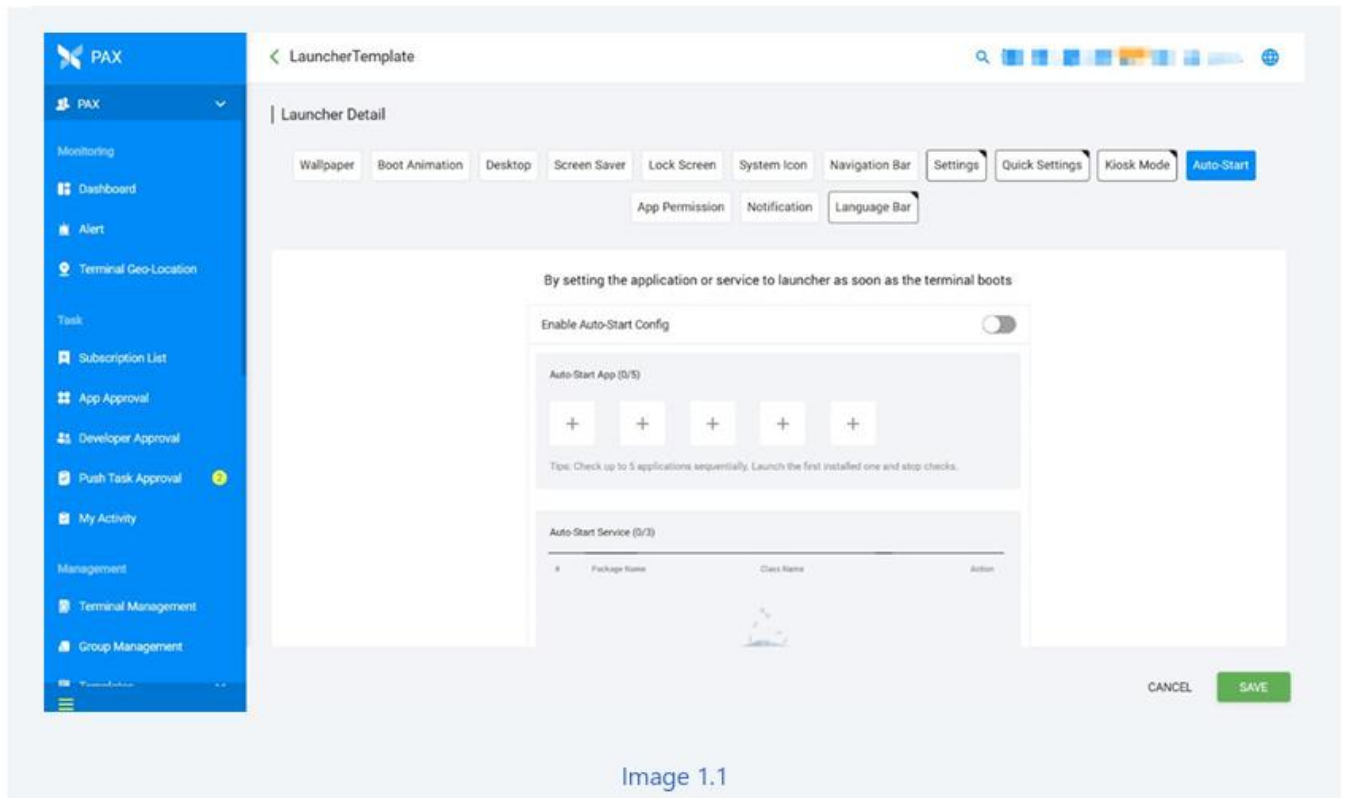 PAX
LauncherTemplate
PAX
Launcher Detail
Monitoring
Wallpaper Boot Animation Desktop Screen Saver Lock Screen System Icon Navigation Bar Settings Quick Settings Kiosk Mode Auto-Start
Dashboard
App Permission Notification Language Bar
Alert
Terminal Geo-Location
By setting the application or service to launcher as soon as the terminal boots
Task
Enable Auto-Start Config
Subscription List
Auto-Start App (0/5)
App Approval
+ + + + +
Developer Approval
Tips: Check up to 5 applications sequentially. Launch the first installed one and stop checks.
Push Task Approval 2
My Activity
Auto-Start Service (0/3)
Management
# Package Name Class Name Action
Terminal Management
Group Management
Templates
CANCEL SAVE
Image 1.1